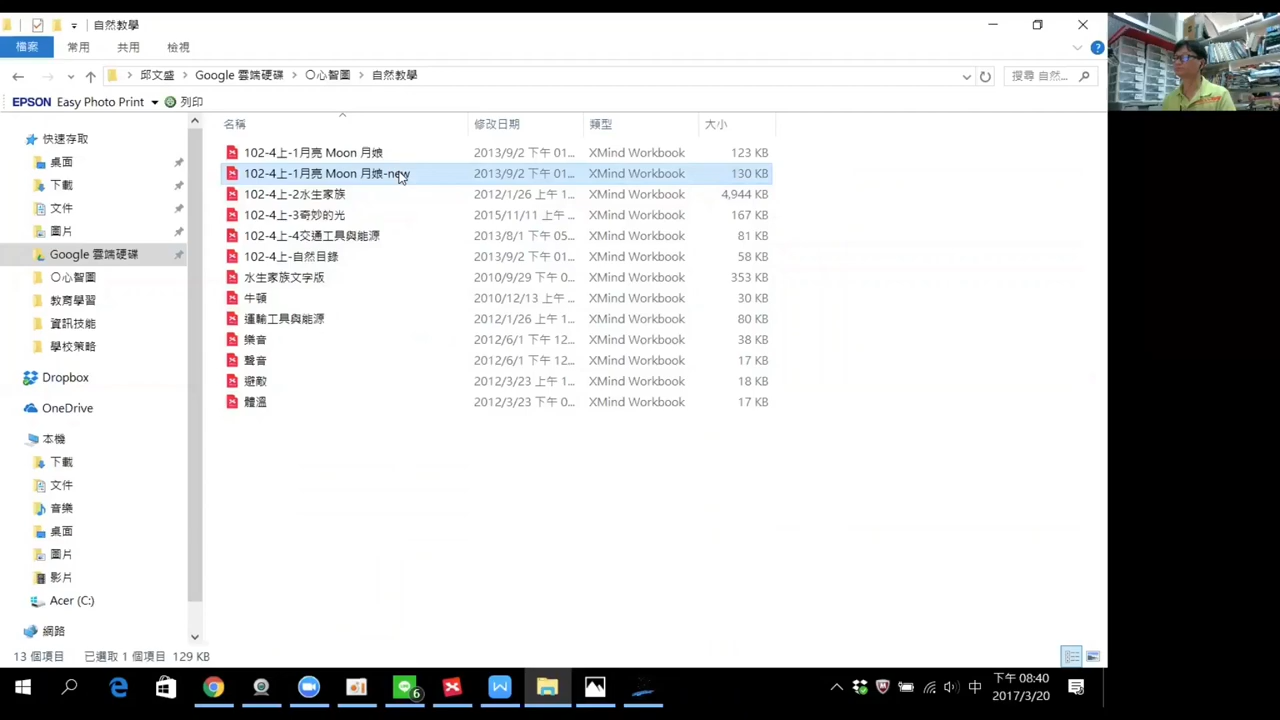 自然教學
檔案 常用 共用 檢視
邱文盛 Google 雲端硬碟 〇心智圖 自然教學 搜尋 自然...
EPSON Easy Photo Print 列印
名稱 修改日期 類型 大小
快速存取
桌面
下載
文件
圖片
Google 雲端硬碟
〇心智圖
教育學習
資訊技能
學校策略
Dropbox
OneDrive
本機
下載
文件
音樂
桌面
圖片
影片
Acer (C:)
網路
102-4上-1月亮 Moon 月娘 2013/9/2 下午 01... XMind Workbook 123 KB
102-4上-1月亮 Moon 月娘-new 2013/9/2 下午 01... XMind Workbook 130 KB
102-4上-2水生家族 2012/1/26 上午 1... XMind Workbook 4,944 KB
102-4上-3奇妙的光 2015/11/11 上午... XMind Workbook 167 KB
102-4上-4交通工具與能源 2013/8/1 下午 05... XMind Workbook 81 KB
102-4上-自然目錄 2013/9/2 下午 01... XMind Workbook 58 KB
水生家族文字版 2010/9/29 下午 0... XMind Workbook 353 KB
牛頓 2010/12/13 上午... XMind Workbook 30 KB
運輸工具與能源 2012/1/26 上午 1... XMind Workbook 80 KB
樂音 2012/6/1 下午 12... XMind Workbook 38 KB
聲音 2012/6/1 下午 12... XMind Workbook 17 KB
避敵 2012/3/23 上午 1... XMind Workbook 18 KB
體溫 2012/3/23 下午 0... XMind Workbook 17 KB
13 個項目 已選取 1 個項目 129 KB
6
中
下午 08:40
2017/3/20